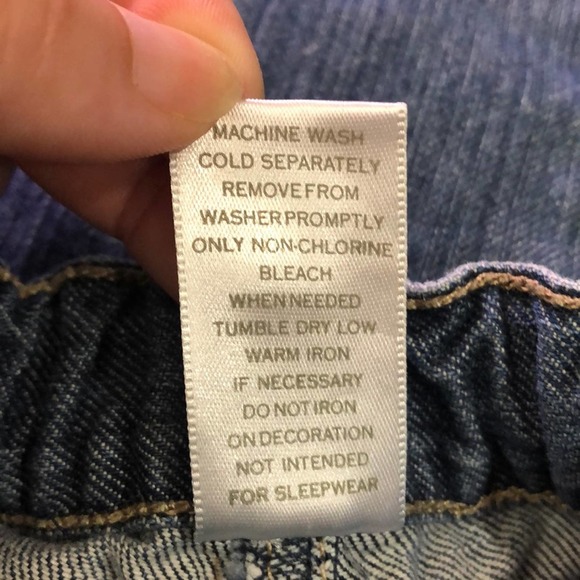 MACHINE WASH
COLD SEPARATELY
REMOVE FROM
WASHER PROMPTLY
ONLY NON-CHLORINE
BLEACH
WHEN NEEDED
TUMBLE DRY LOW
WARM IRON
IF NECESSARY
DO NOT IRON
ON DECORATION
NOT INTENDED
FOR SLEEPWEAR